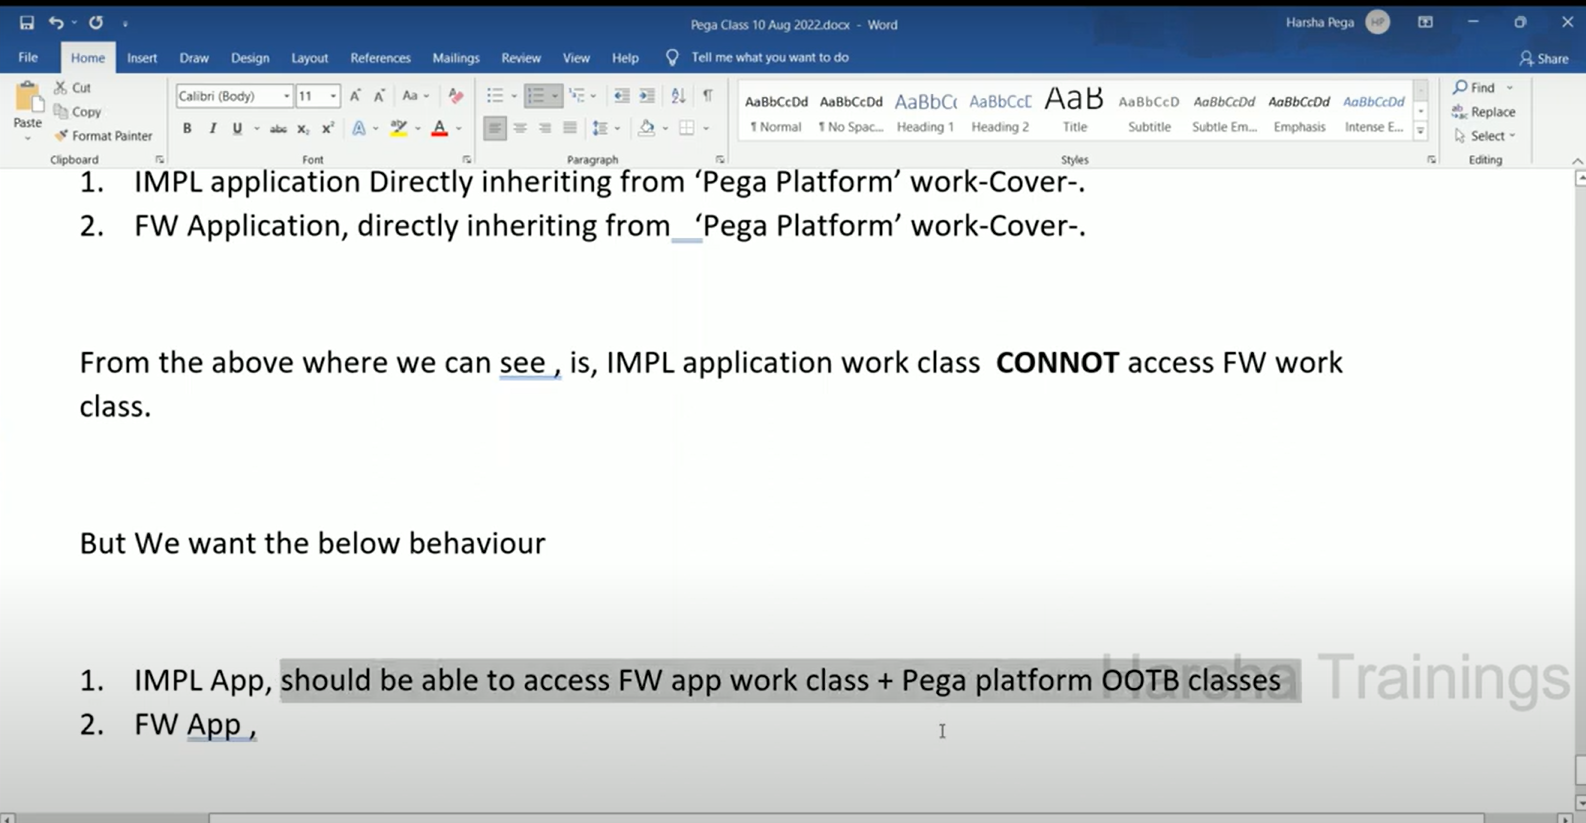 Pega Class 10 Aug 2022.docx - Word
Harsha Pega
HP
File Home Insert Draw Design Layout References Mailings Review View Help Tell me what you want to do Share
Paste
Cut
Copy
Format Painter
Clipboard
Calibri (Body) 11 A A Aa
B I U abc X₂ X² A A
Font
Paragraph
AaBbCcDd AaBbCcDd AaBbCc AaBbCcD AaB AaBbCcD AaBbCcDd AaBbCcDd AaBbCcDd
¶ Normal ¶ No Spac... Heading 1 Heading 2 Title Subtitle Subtle Em... Emphasis Intense E...
Styles
Find
Replace
Select
Editing
1. IMPL application Directly inheriting from ‘Pega Platform’ work-Cover-.
2. FW Application, directly inheriting from ‘Pega Platform’ work-Cover-.
From the above where we can see , is, IMPL application work class CONNOT access FW work
class.
But We want the below behaviour
1. IMPL App, should be able to access FW app work class + Pega platform OOTB classes
2. FW App ,
Harsha Trainings